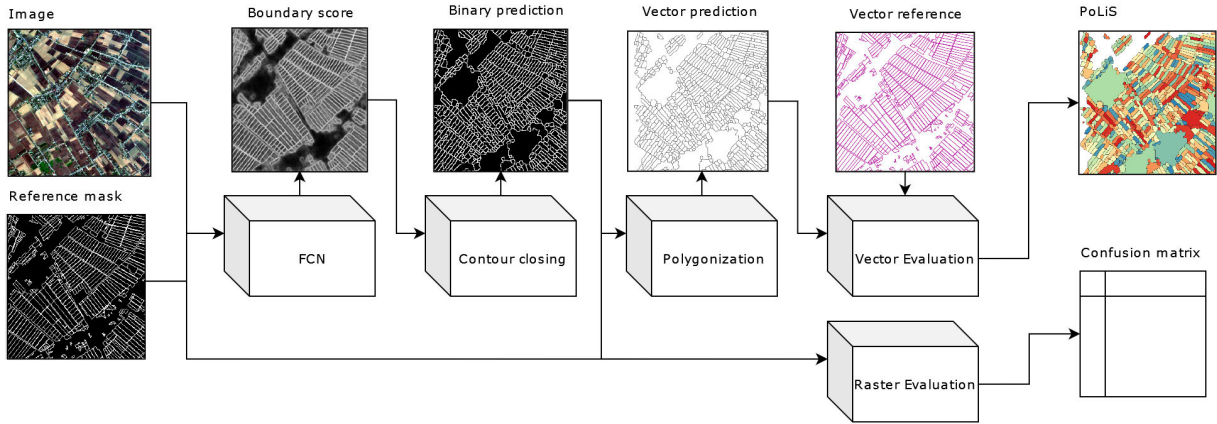 Image
Boundary score
Binary prediction
Vector prediction
Vector reference
PoLiS
Reference mask
FCN
Contour closing
Polygonization
Vector Evaluation
Confusion matrix
Raster Evaluation